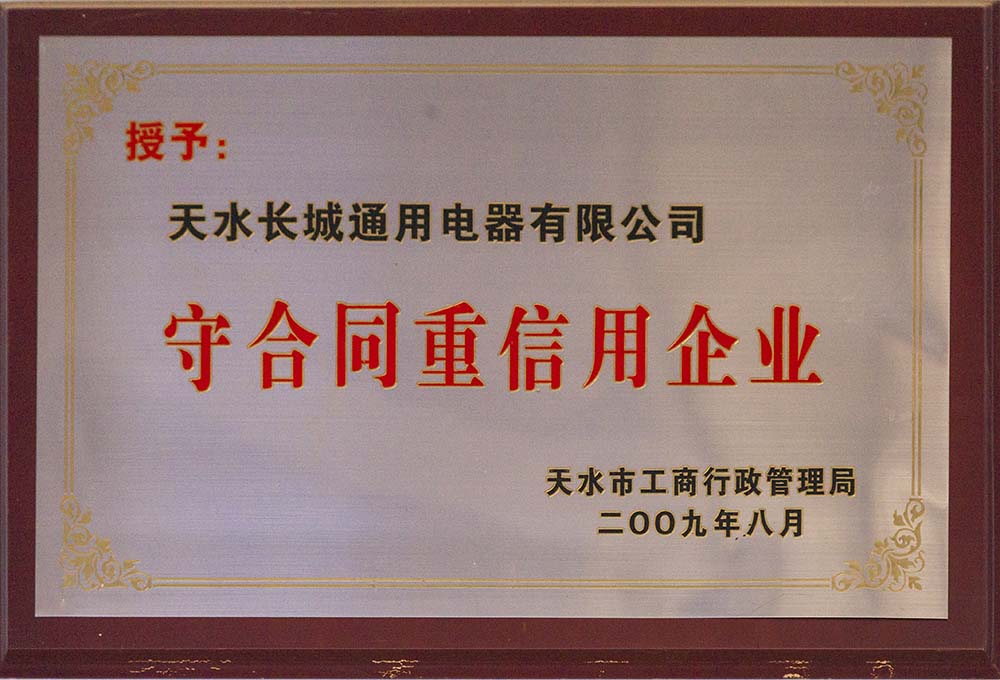 授予：
天水长城通用电器有限公司
守合同重信用企业
天水市工商行政管理局
二OO九年八月